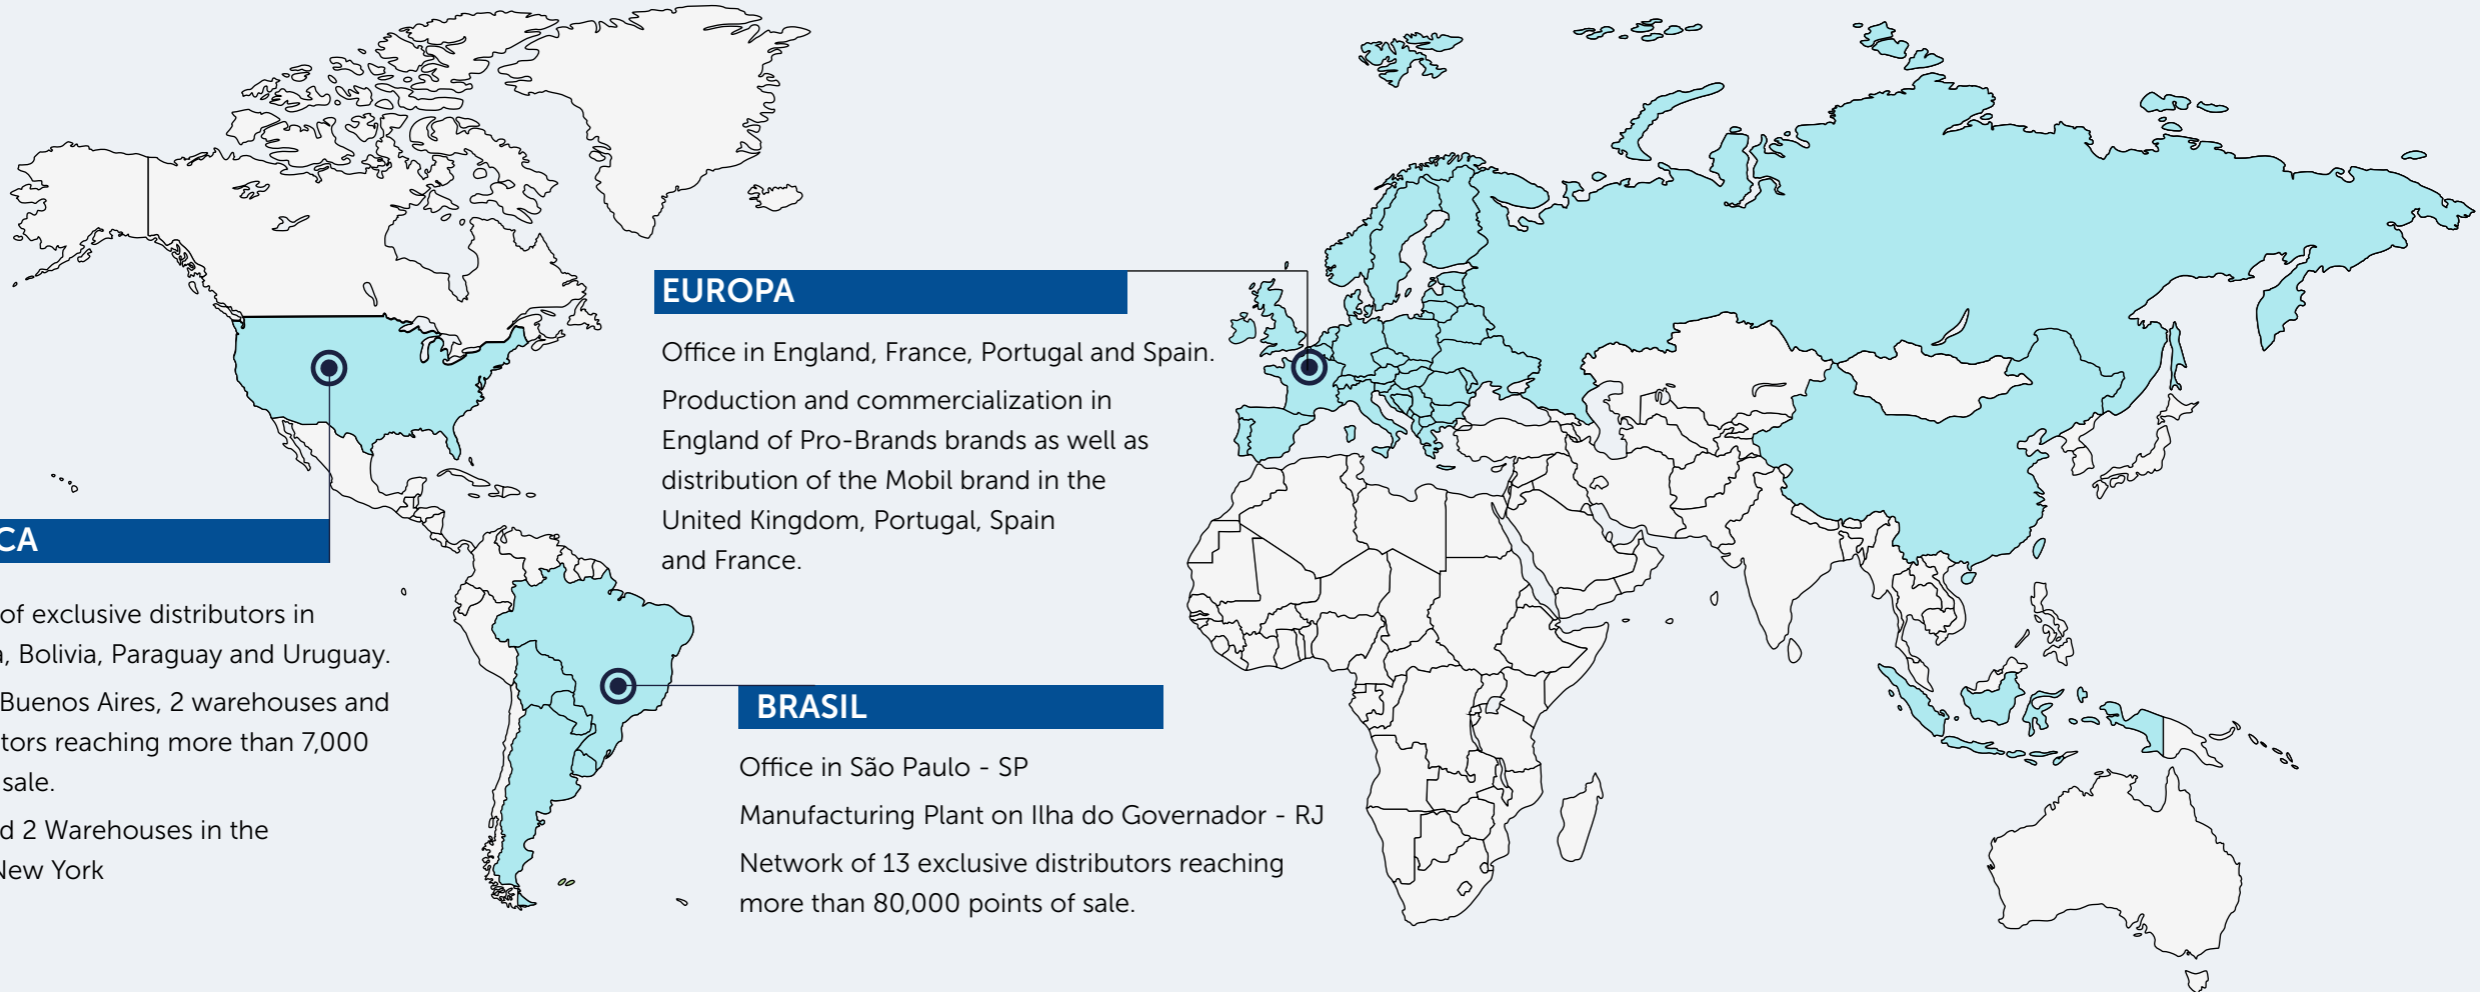 EUROPA
Office in England, France, Portugal and Spain.
Production and commercialization in
England of Pro-Brands brands as well as
distribution of the Mobil brand in the
United Kingdom, Portugal, Spain
and France.
CA
of exclusive distributors in
a, Bolivia, Paraguay and Uruguay.
Buenos Aires, 2 warehouses and
tors reaching more than 7,000
sale.
d 2 Warehouses in the
New York
BRASIL
Office in São Paulo - SP
Manufacturing Plant on Ilha do Governador - RJ
Network of 13 exclusive distributors reaching
more than 80,000 points of sale.